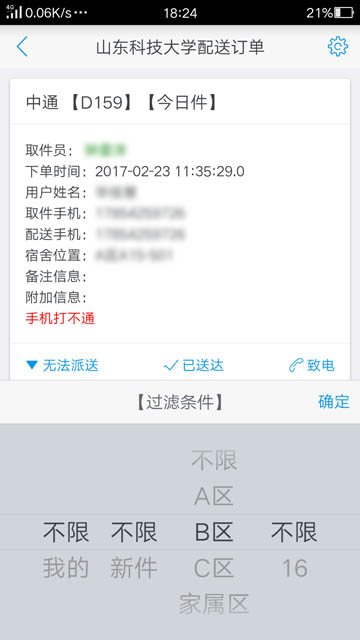 4G 0.06K/s 18:24 21%
山东科技大学配送订单
中通 【D159】【今日件】
取件员：
下单时间：2017-02-23 11:35:29.0
用户姓名：
取件手机：
配送手机：
宿舍位置：
备注信息：
附加信息：
手机打不通
无法派送 已送达 致电
【过滤条件】 确定
不限
A区
不限 不限 B区 不限
我的 新件 C区 16
家属区